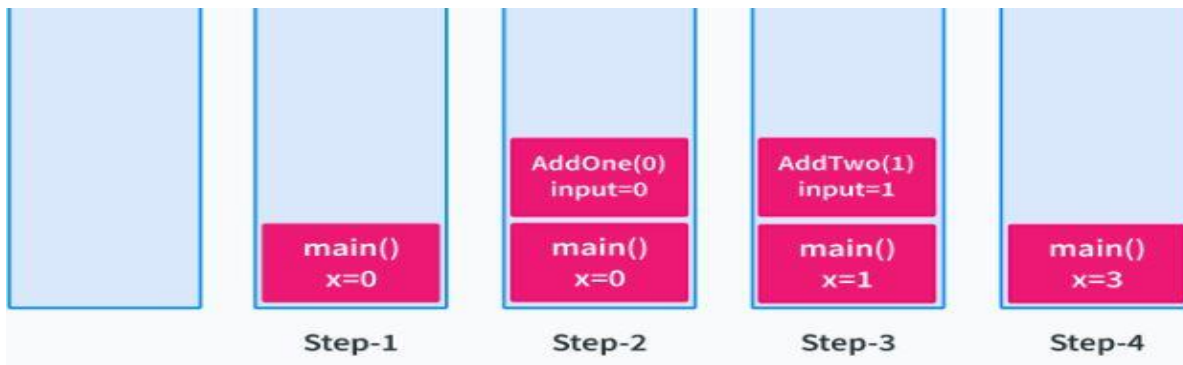 AddOne(0)
input=0
AddTwo(1)
input=1
main()
x=0
main()
x=0
main()
x=1
main()
x=3
Step-1
Step-2
Step-3
Step-4